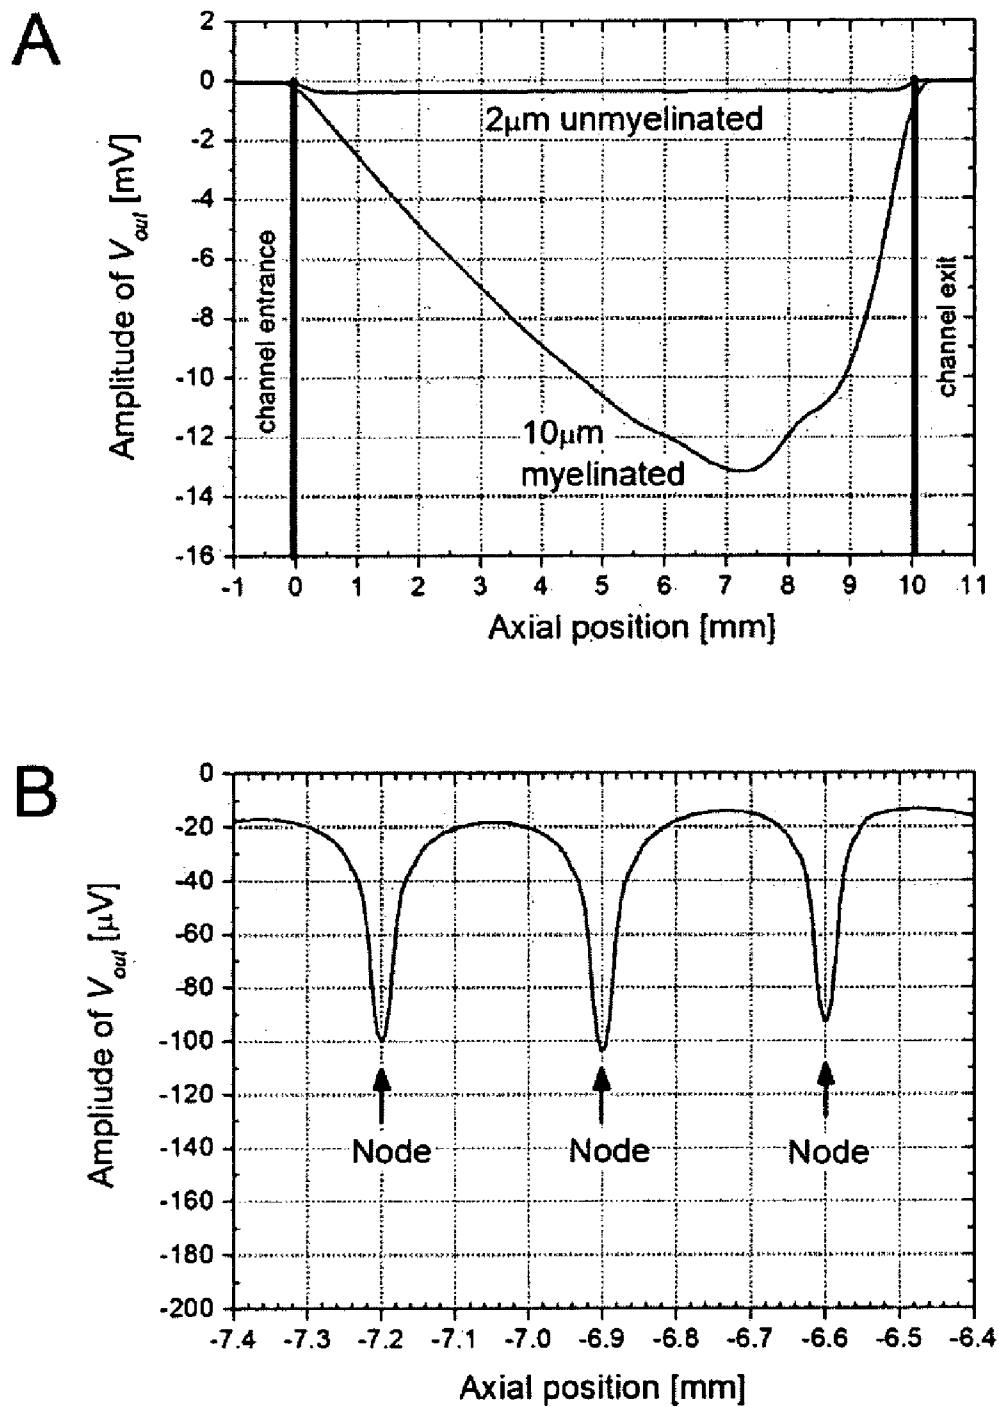 A
2
0
-2
-4
-6
-8
-10
-12
-14
-16
Amplitude of Vout [mV]
channel entrance
2μm unmyelinated
10μm
myelinated
channel exit
-1 0 1 2 3 4 5 6 7 8 9 10 11
Axial position [mm]
B
0
-20
-40
-60
-80
-100
-120
-140
-160
-180
-200
Ampliude of Vout [μV]
Node Node Node
-7.4 -7.3 -7.2 -7.1 -7.0 -6.9 -6.8 -6.7 -6.6 -6.5 -6.4
Axial position [mm]